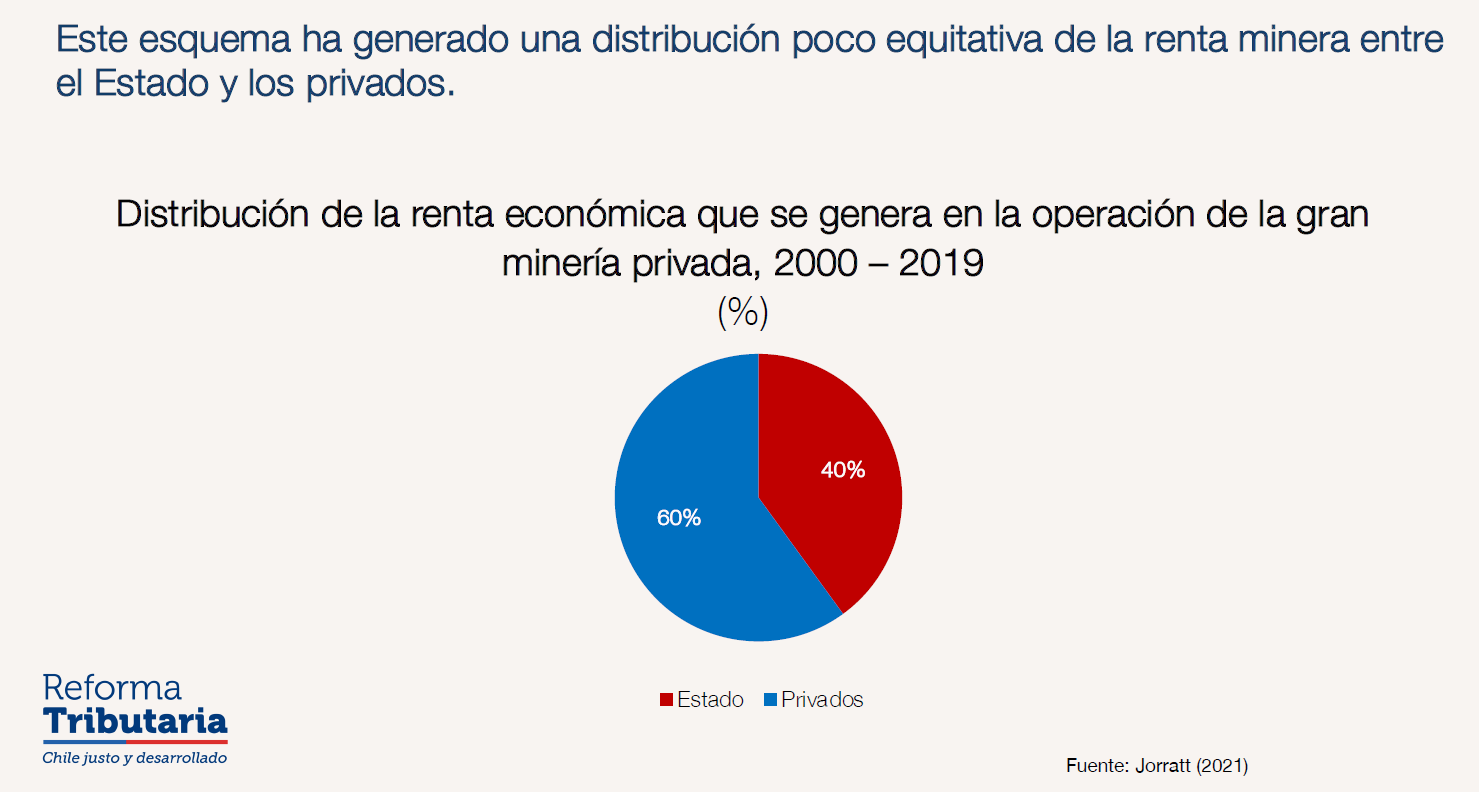 Este esquema ha generado una distribución poco equitativa de la renta minera entre
el Estado y los privados.
Distribución de la renta económica que se genera en la operación de la gran
minería privada, 2000 – 2019
(%)
40%
60%
Estado Privados
Reforma
Tributaria
Chile justo y desarrollado
Fuente: Jorratt (2021)